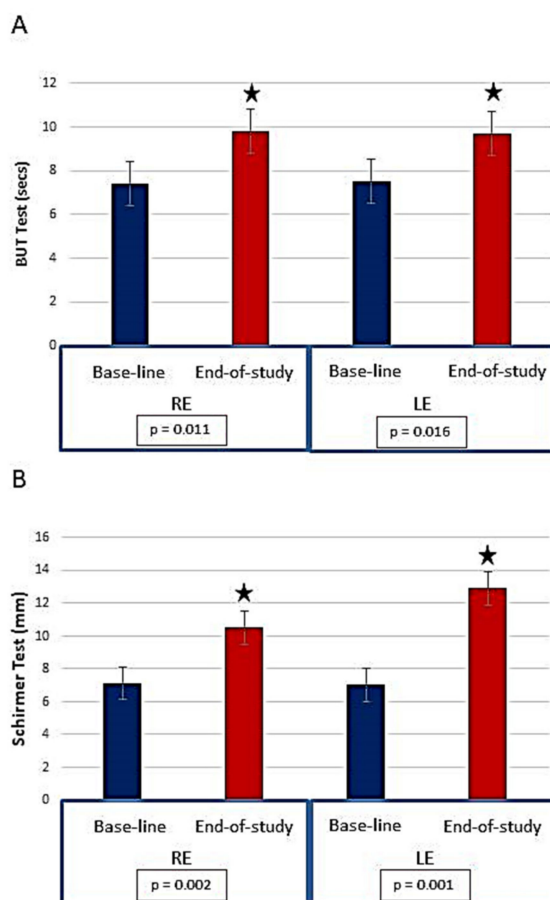 A
BUT Test (secs)
12
10
8
6
4
2
0
Base-line End-of-study Base-line End-of-study
RE LE
p = 0.011 p = 0.016
B
Schirmer Test (mm)
16
14
12
10
8
6
4
2
0
Base-line End-of-study Base-line End-of-study
RE LE
p = 0.002 p = 0.001